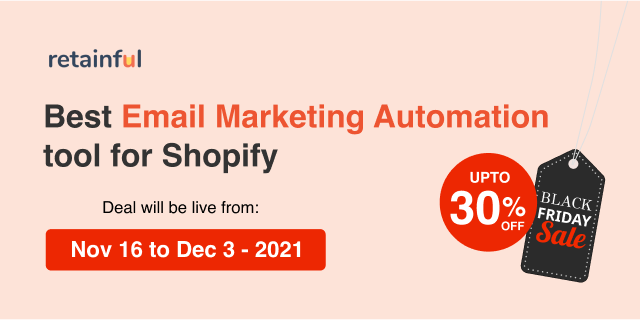 retainful
Best Email Marketing Automation
tool for Shopify
Deal will be live from:
Nov 16 to Dec 3 - 2021
UPTO
30%
OFF
BLACK
FRIDAY
Sale